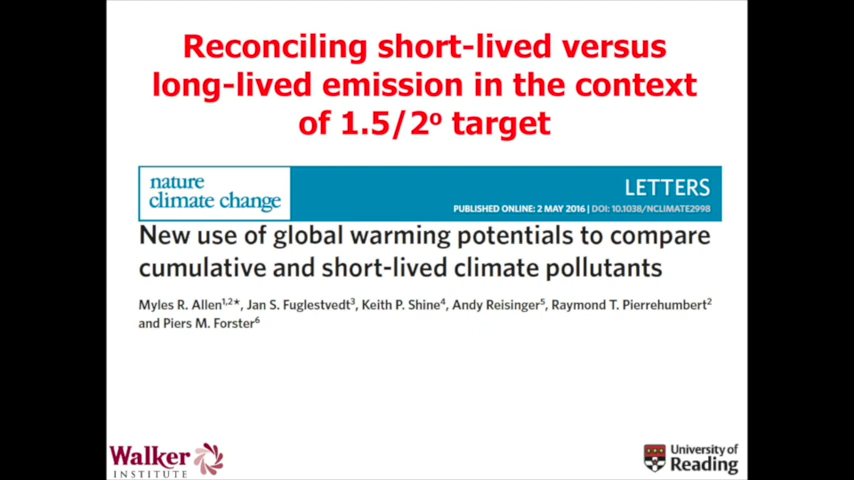 Reconciling short-lived versus
long-lived emission in the context
of 1.5/2º target
nature
climate change
LETTERS
PUBLISHED ONLINE: 2 MAY 2016 | DOI: 10.1038/NCLIMATE2998
New use of global warming potentials to compare
cumulative and short-lived climate pollutants
Myles R. Allen1,2*, Jan S. Fuglestvedt3, Keith P. Shine4, Andy Reisinger5, Raymond T. Pierrehumbert2
and Piers M. Forster6
Walker
INSTITUTE
University of
Reading